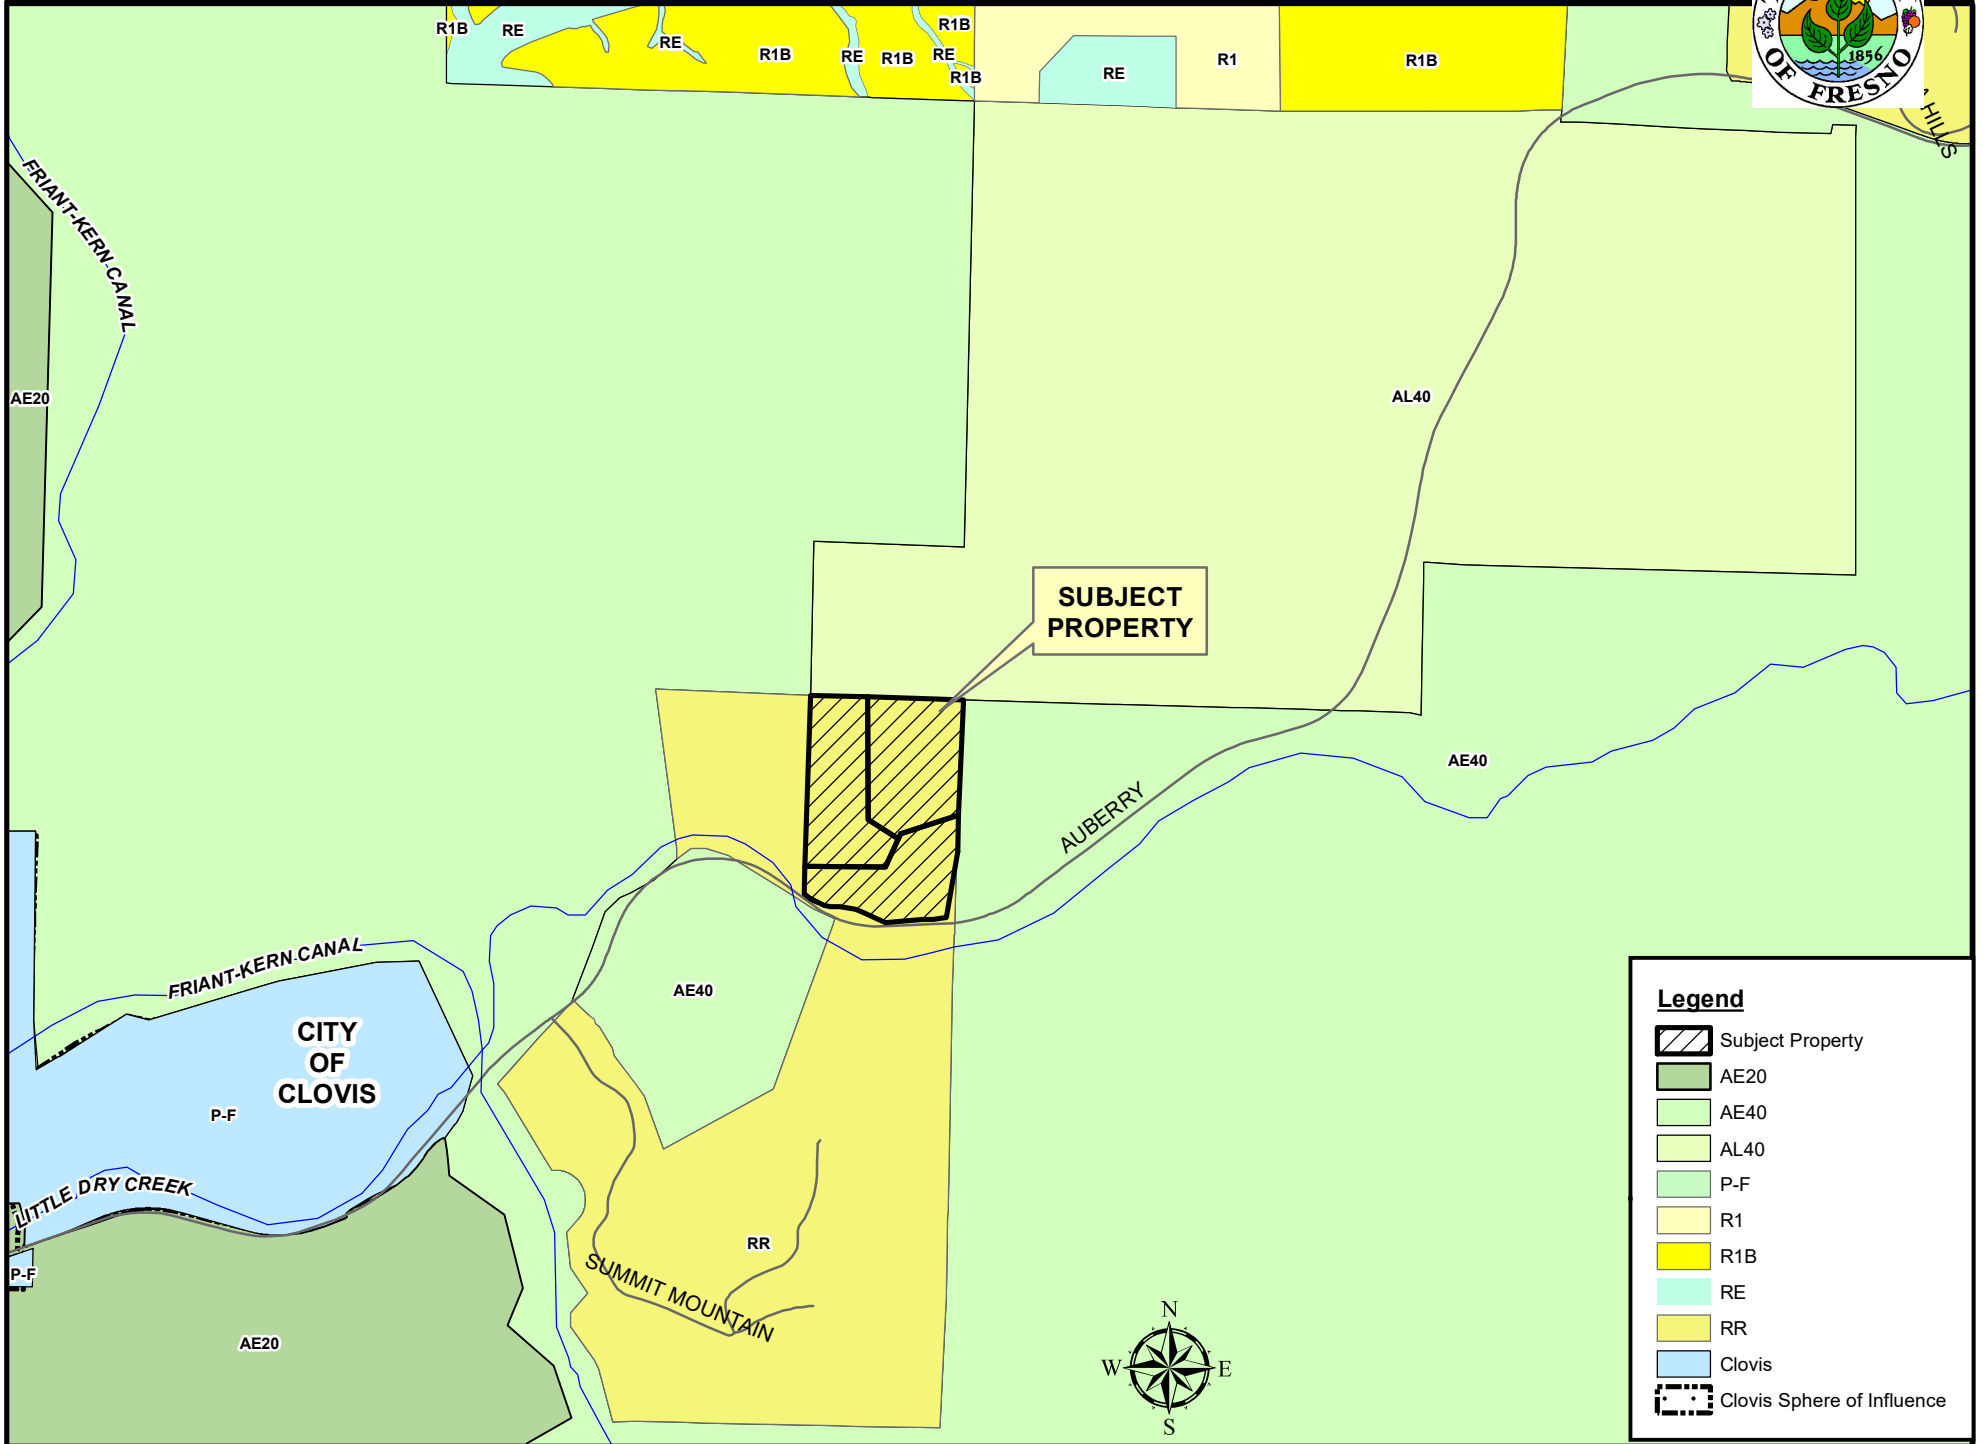 R1B
RE
RE
R1B
RE
R1B
R1B
RE
R1B
RE
R1
R1B
1856
OF FRESNO
HILLS
FRIANT-KERN CANAL
AE20
AL40
SUBJECT
PROPERTY
AE40
AUBERRY
FRIANT-KERN CANAL
AE40
CITY
OF
CLOVIS
P-F
LITTLE DRY CREEK
P-F
RR
SUMMIT MOUNTAIN
AE20
N
W
E
S
Legend
Subject Property
AE20
AE40
AL40
P-F
R1
R1B
RE
RR
Clovis
Clovis Sphere of Influence